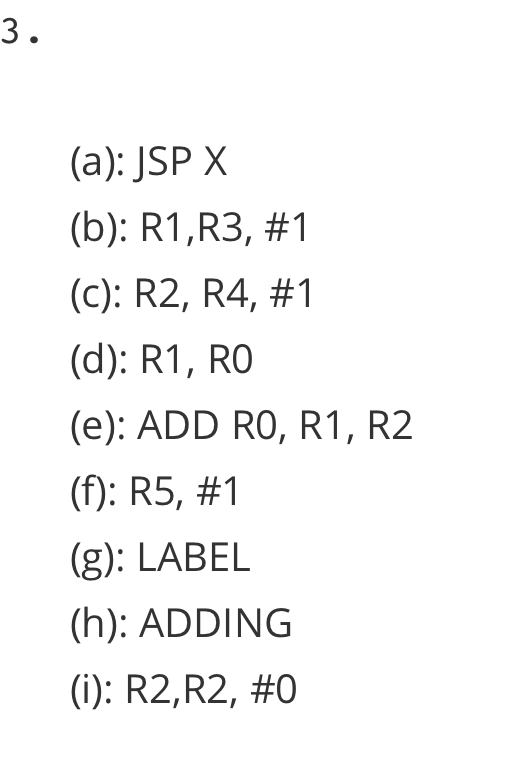 3.
(a): JSP X
(b): R1,R3, #1
(c): R2, R4, #1
(d): R1, R0
(e): ADD R0, R1, R2
(f): R5, #1
(g): LABEL
(h): ADDING
(i): R2,R2, #0